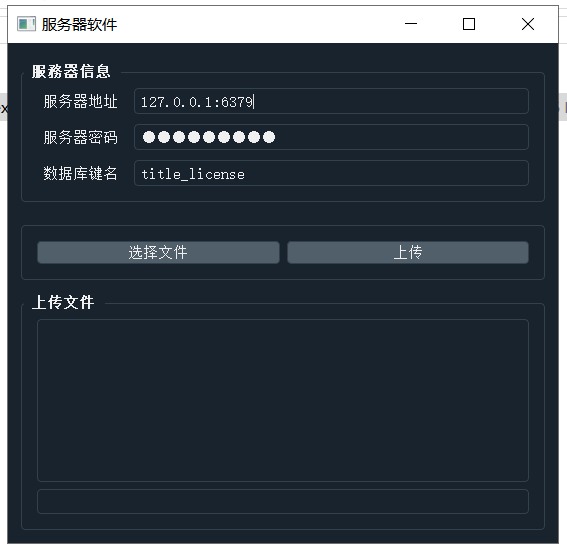 服务器软件
服務器信息
服务器地址 127.0.0.1:6379
服务器密码 ●●●●●●●●●
数据库键名 title_license
选择文件 上传
上传文件